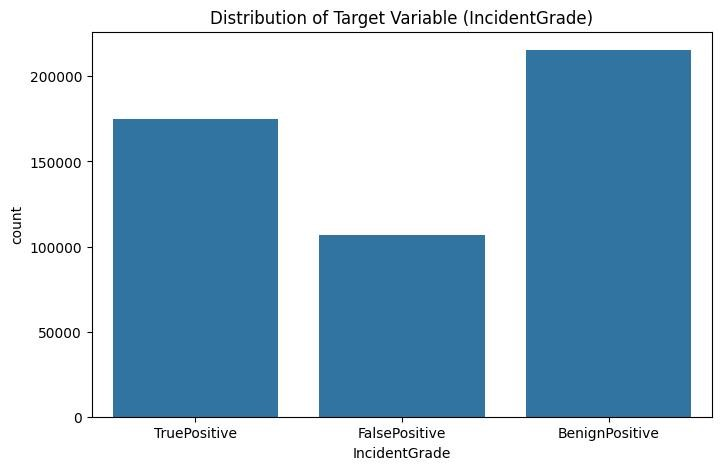 Distribution of Target Variable (IncidentGrade)
200000
150000
100000
50000
0
count
TruePositive FalsePositive BenignPositive
IncidentGrade